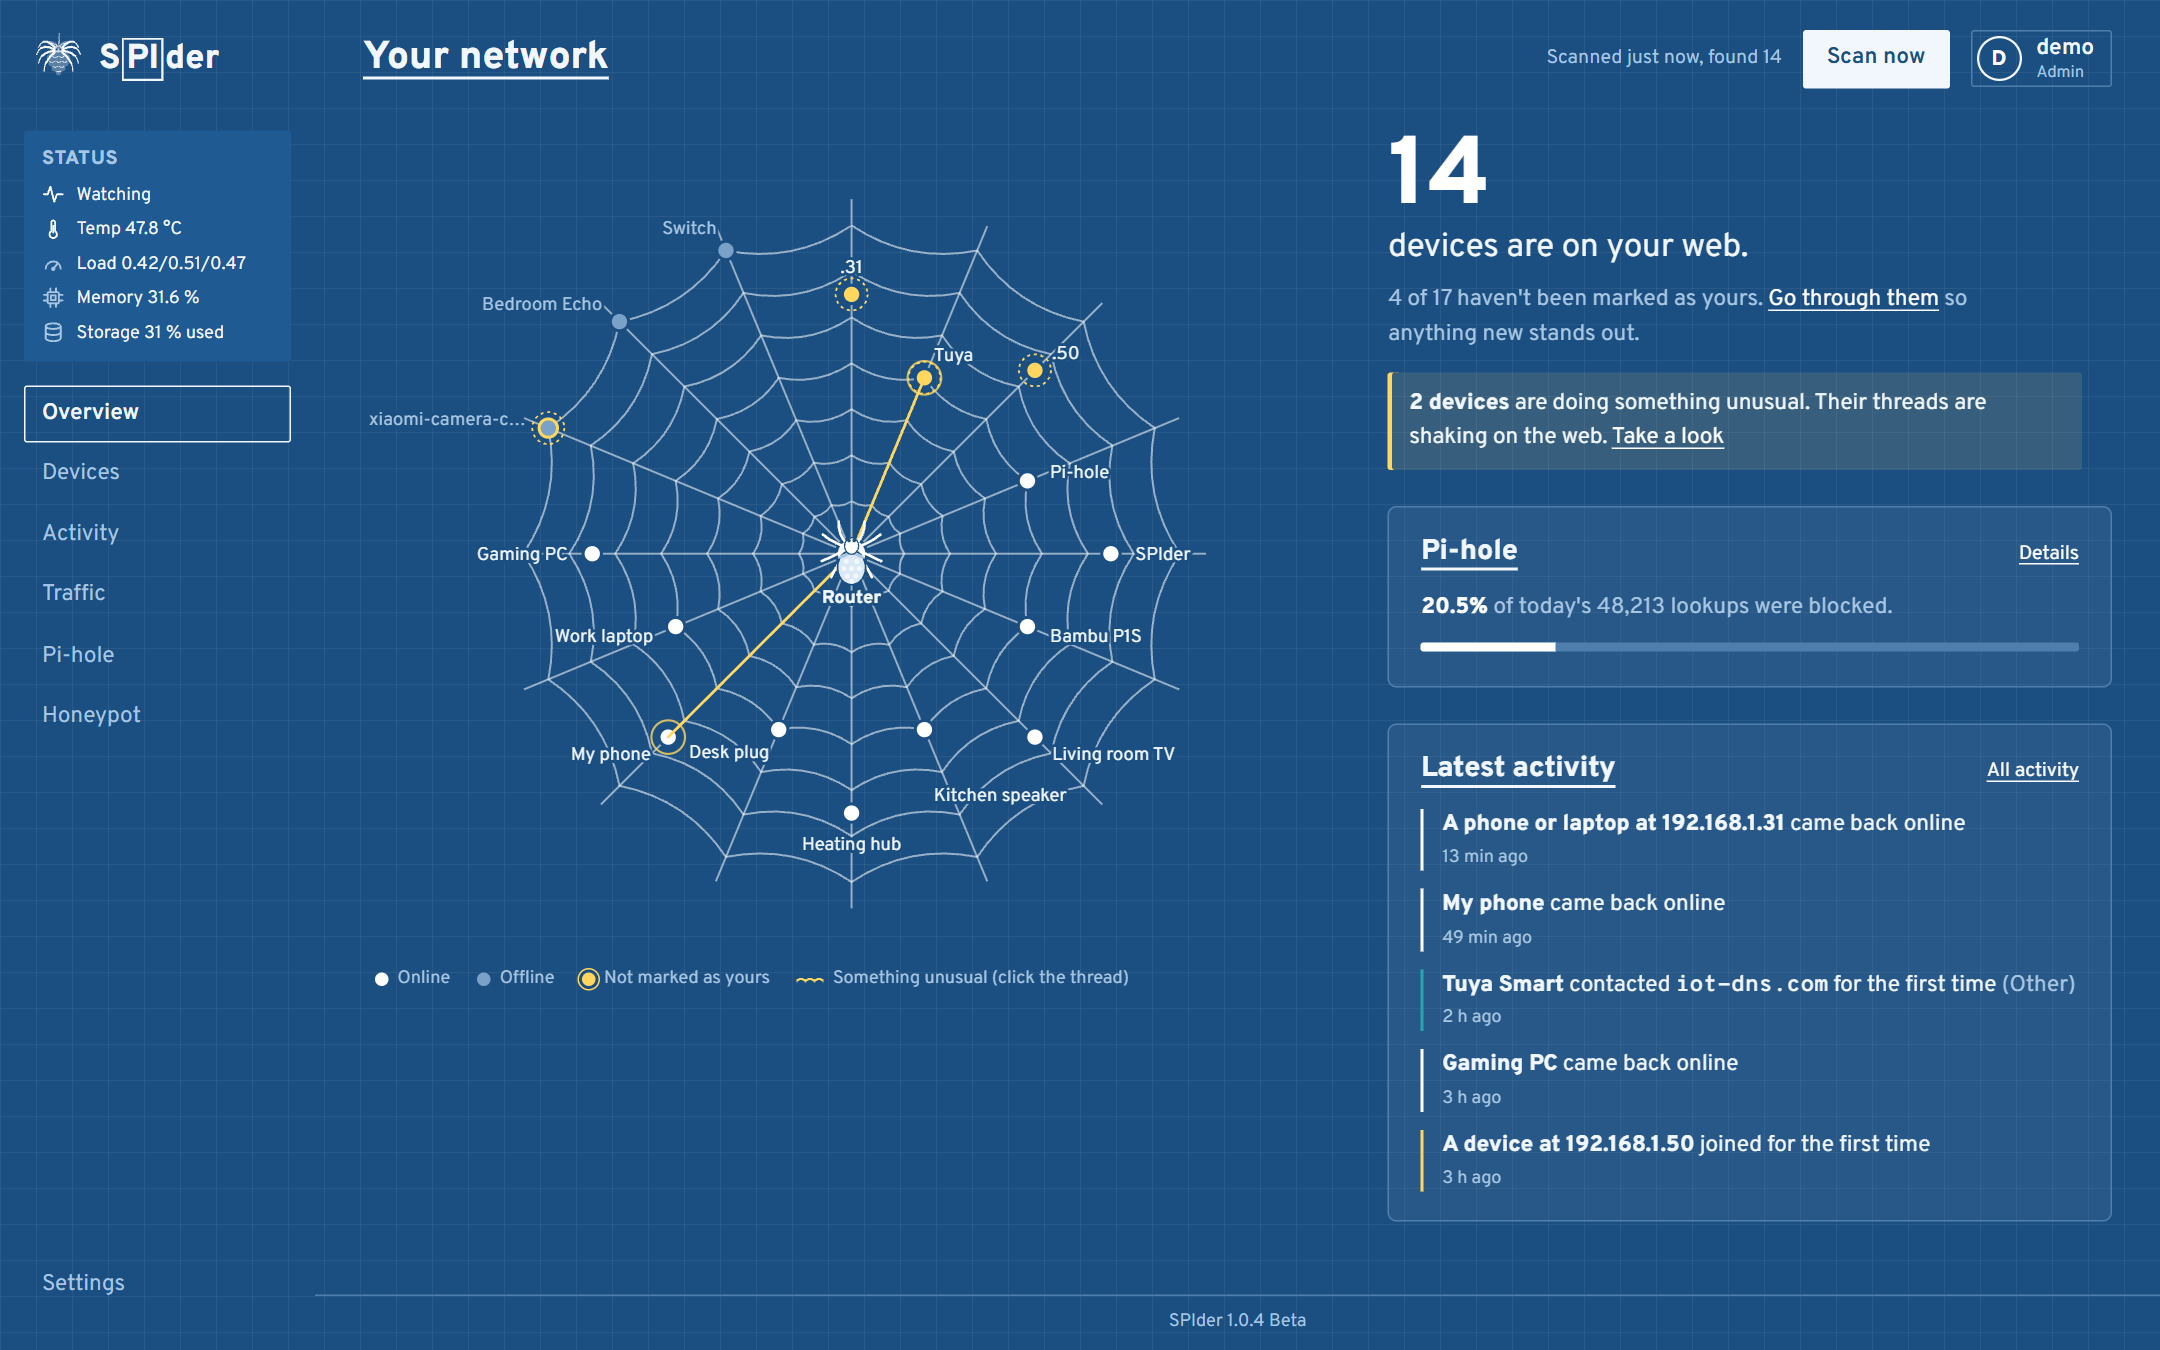 SPIder
Your network
Scanned just now, found 14
Scan now
D
demo
Admin
STATUS
Watching
Temp 47.8 °C
Load 0.42/0.51/0.47
Memory 31.6 %
Storage 31 % used
Overview
Devices
Activity
Traffic
Pi-hole
Honeypot
Settings
Switch
.31
Bedroom Echo
Tuya
.50
xiaomi-camera-c...
Pi-hole
Gaming PC
SPIder
Router
Work laptop
Bambu P1S
My phone
Desk plug
Living room TV
Kitchen speaker
Heating hub
Online
Offline
Not marked as yours
Something unusual (click the thread)
14
devices are on your web.
4 of 17 haven't been marked as yours. Go through them so
anything new stands out.
2 devices are doing something unusual. Their threads are
shaking on the web. Take a look
Pi-hole
Details
20.5% of today's 48,213 lookups were blocked.
Latest activity
All activity
A phone or laptop at 192.168.1.31 came back online
13 min ago
My phone came back online
49 min ago
Tuya Smart contacted iot-dns.com for the first time (Other)
2 h ago
Gaming PC came back online
3 h ago
A device at 192.168.1.50 joined for the first time
3 h ago
SPIder 1.0.4 Beta